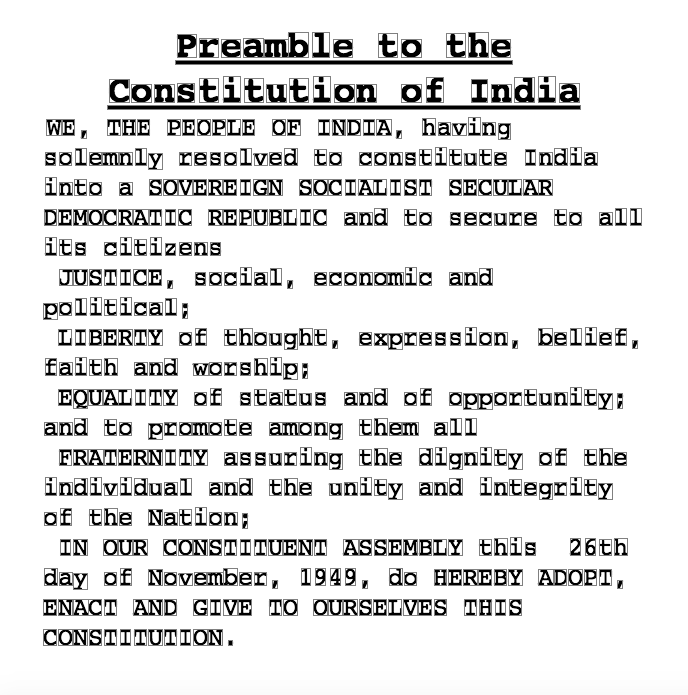 Preamble to the
Constitution of India
WE, THE PEOPLE OF INDIA, having
solemnly resolved to constitute India
into a SOVEREIGN SOCIALIST SECULAR
DEMOCRATIC REPUBLIC and to secure to all
its citizens
JUSTICE, social, economic and
political;
LIBERTY of thought, expression, belief,
faith and worship;
EQUALITY of status and of opportunity;
and to promote among them all
FRATERNITY assuring the dignity of the
individual and the unity and integrity
of the Nation;
IN OUR CONSTITUENT ASSEMBLY this  26th
day of November, 1949, do HEREBY ADOPT,
ENACT AND GIVE TO OURSELVES THIS
CONSTITUTION.